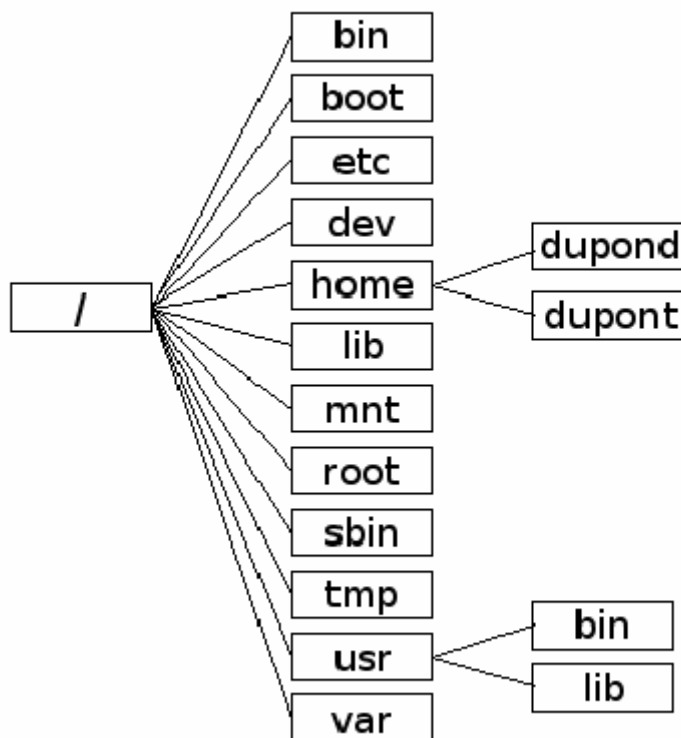 bin
boot
etc
dev
dupond
/
home
dupont
lib
mnt
root
sbin
tmp
bin
usr
lib
var